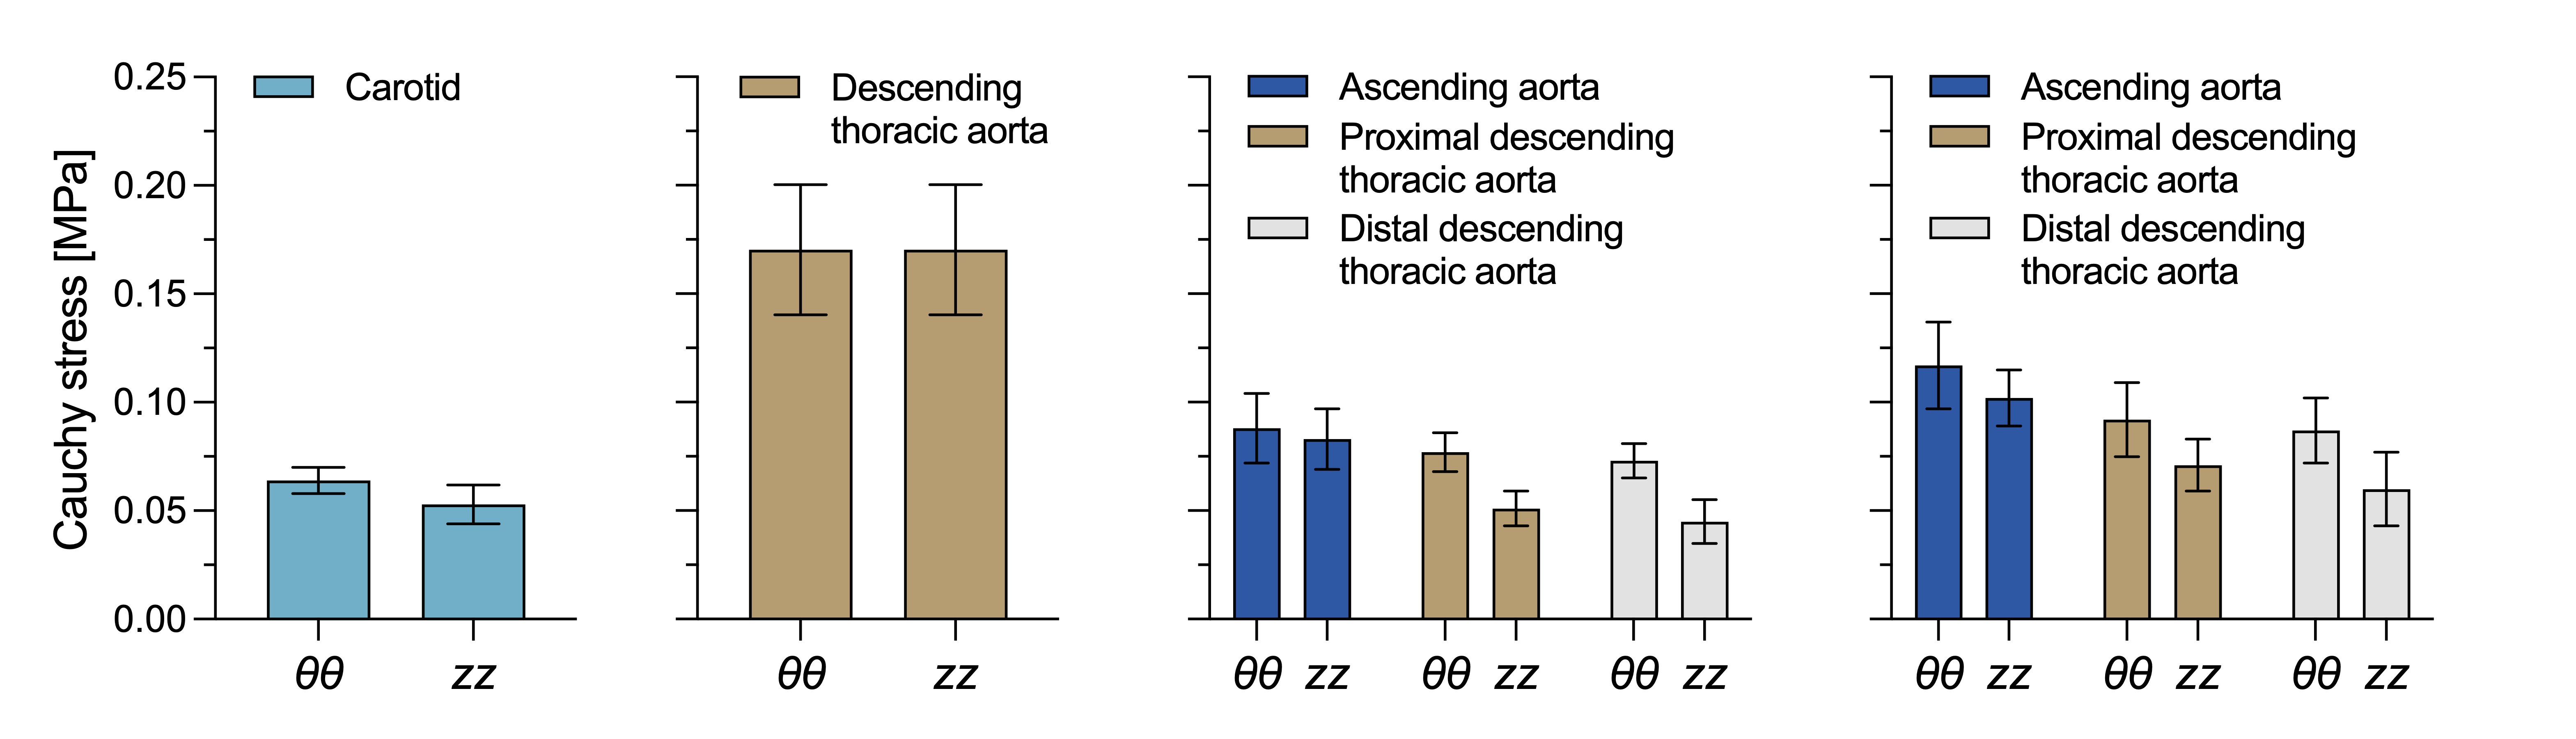 Cauchy stress [MPa]
0.25
0.20
0.15
0.10
0.05
0.00
Carotid
θθ zz
Descending
thoracic aorta
θθ zz
Ascending aorta
Proximal descending
thoracic aorta
Distal descending
thoracic aorta
θθ zz θθ zz θθ zz
Ascending aorta
Proximal descending
thoracic aorta
Distal descending
thoracic aorta
θθ zz θθ zz θθ zz